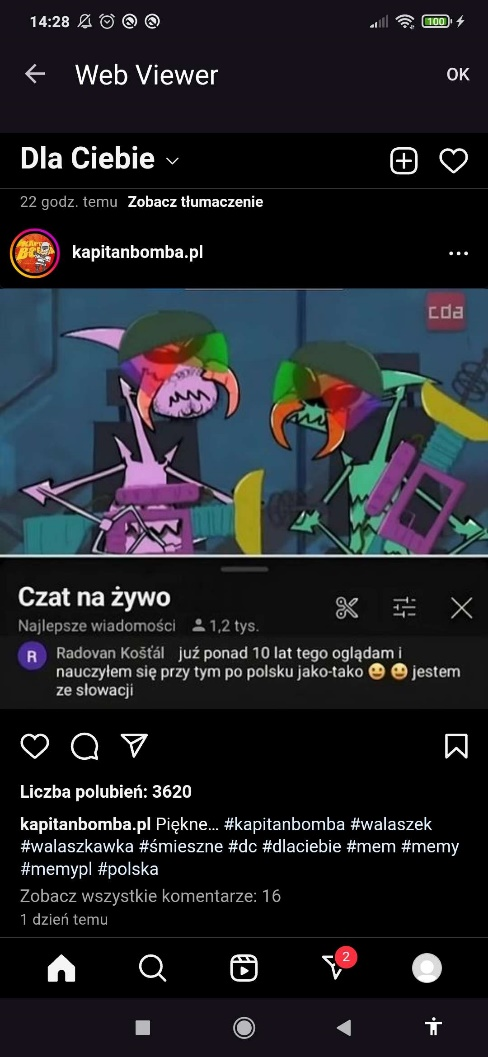 14:28
100
Web Viewer
OK
Dla Ciebie
22 godz. temu Zobacz tłumaczenie
kapitanbomba.pl
cda
Czat na żywo
Najlepsze wiadomości 1,2 tys.
R
Radovan Košťál juź ponad 10 lat tego oglądam i
nauczyłem się przy tym po polsku jako-tako 😀 😀 jestem
ze słowacji
Liczba polubień: 3620
kapitanbomba.pl Piękne... #kapitanbomba #walaszek
#walaszkawka #śmieszne #dc #dlaciebie #mem #memy
#memypl #polska
Zobacz wszystkie komentarze: 16
1 dzień temu
2